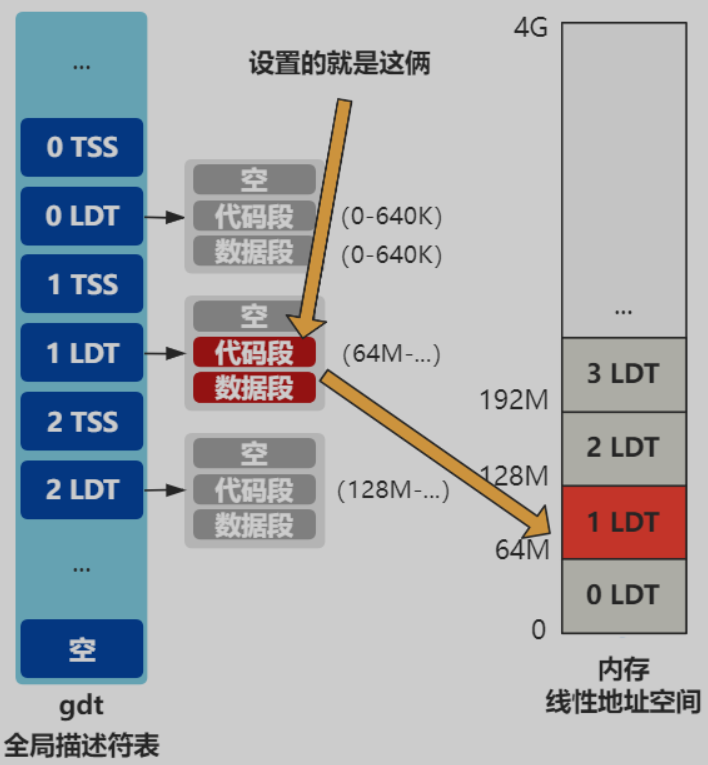 设置的就是这俩
...
0 TSS
0 LDT
1 TSS
1 LDT
2 TSS
2 LDT
...
空
gdt
全局描述符表
空
代码段
(0-640K)
数据段
(0-640K)
空
代码段
(64M-...)
数据段
空
代码段
(128M-...)
数据段
4G
...
3 LDT
192M
2 LDT
128M
1 LDT
64M
0 LDT
0
内存
线性地址空间